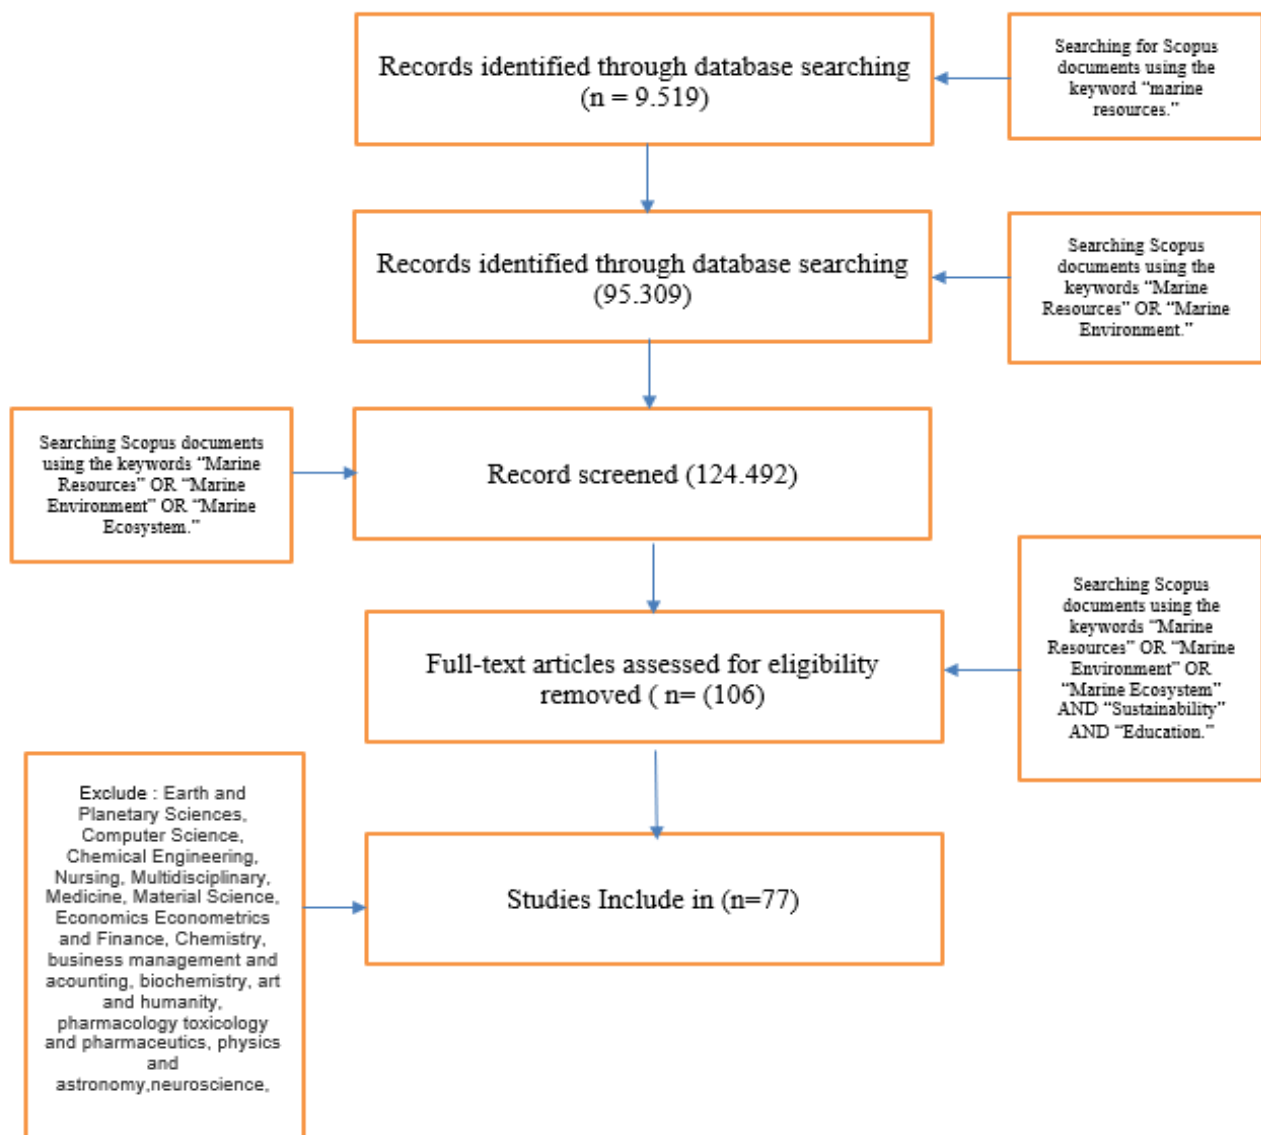 Records identified through database searching
(n = 9.519)
Searching for Scopus
documents using the
keyword “marine
resources.”
Records identified through database searching
(95.309)
Searching Scopus
documents using the
keywords “Marine
Resources” OR “Marine
Environment.”
Searching Scopus documents
using the keywords “Marine
Resources” OR “Marine
Environment” OR “Marine
Ecosystem.”
Record screened (124.492)
Full-text articles assessed for eligibility
removed ( n= (106)
Searching Scopus
documents using the
keywords “Marine
Resources” OR “Marine
Environment” OR
“Marine Ecosystem”
AND “Sustainability”
AND “Education.”
Exclude : Earth and
Planetary Sciences,
Computer Science,
Chemical Engineering,
Nursing, Multidisciplinary,
Medicine, Material Science,
Economics Econometrics
and Finance, Chemistry,
business management and
acounting, biochemistry, art
and humanity,
pharmacology toxicology
and pharmaceutics, physics
and
astronomy,neuroscience,
Studies Include in (n=77)